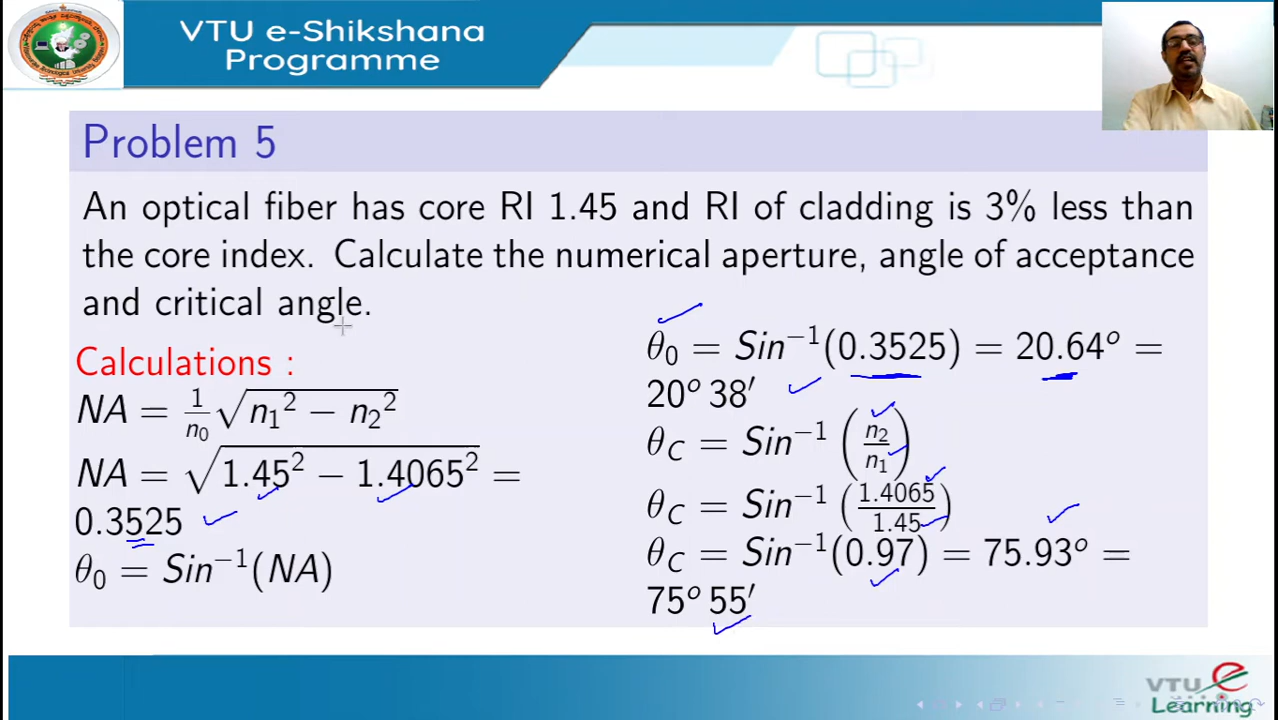 VTU e-Shikshana
Programme
Problem 5
An optical fiber has core RI 1.45 and RI of cladding is 3% less than
the core index. Calculate the numerical aperture, angle of acceptance
and critical angle.
Calculations :
NA = 1/n₀ √(n₁² − n₂²)
NA = √(1.45² − 1.4065²) =
0.3525
θ₀ = Sin⁻¹(NA)
θ₀ = Sin⁻¹(0.3525) = 20.64° =
20° 38′
θ_C = Sin⁻¹ (n₂/n₁)
θ_C = Sin⁻¹ (1.4065/1.45)
θ_C = Sin⁻¹(0.97) = 75.93° =
75° 55′
VTU e
Learning